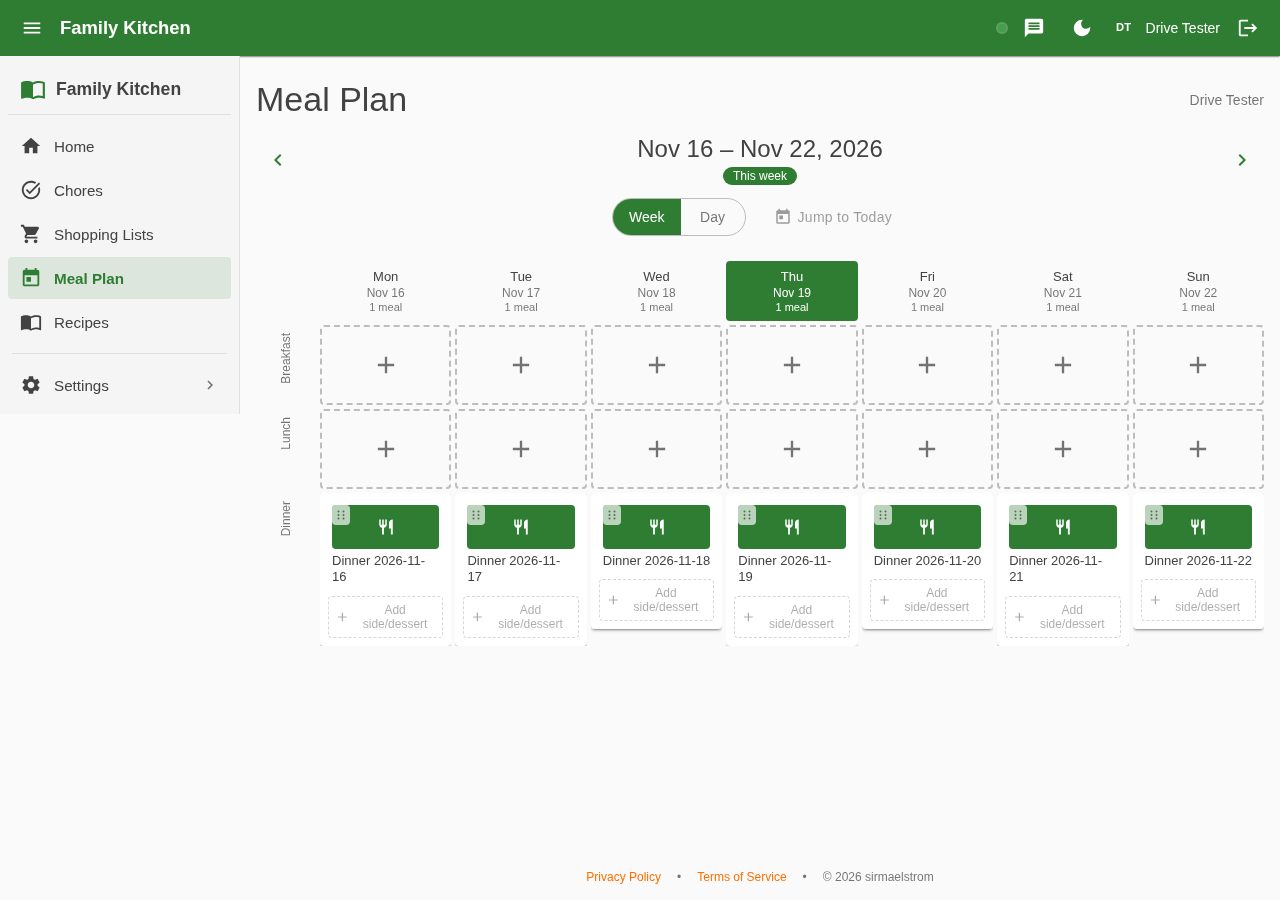 Family Kitchen
DT
Drive Tester
Family Kitchen
Home
Chores
Shopping Lists
Meal Plan
Recipes
Settings
Meal Plan
Drive Tester
Nov 16 – Nov 22, 2026
This week
Week
Day
Jump to Today
Mon
Nov 16
1 meal
Tue
Nov 17
1 meal
Wed
Nov 18
1 meal
Thu
Nov 19
1 meal
Fri
Nov 20
1 meal
Sat
Nov 21
1 meal
Sun
Nov 22
1 meal
Breakfast
Lunch
Dinner
Dinner 2026-11-
16
Add
side/dessert
Dinner 2026-11-
17
Add
side/dessert
Dinner 2026-11-18
Add
side/dessert
Dinner 2026-11-
19
Add
side/dessert
Dinner 2026-11-20
Add
side/dessert
Dinner 2026-11-
21
Add
side/dessert
Dinner 2026-11-22
Add
side/dessert
Privacy Policy • Terms of Service • © 2026 sirmaelstrom